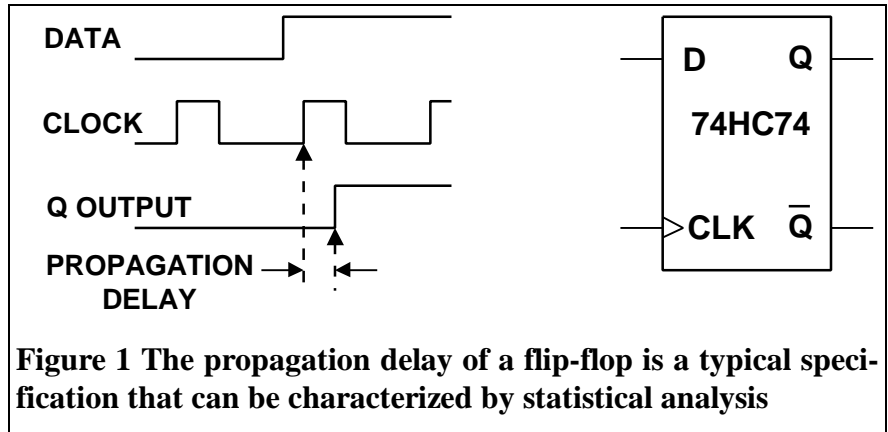 DATA
CLOCK
Q OUTPUT
PROPAGATION
DELAY
D Q
74HC74
CLK Q̅
Figure 1 The propagation delay of a flip-flop is a typical speci-
fication that can be characterized by statistical analysis